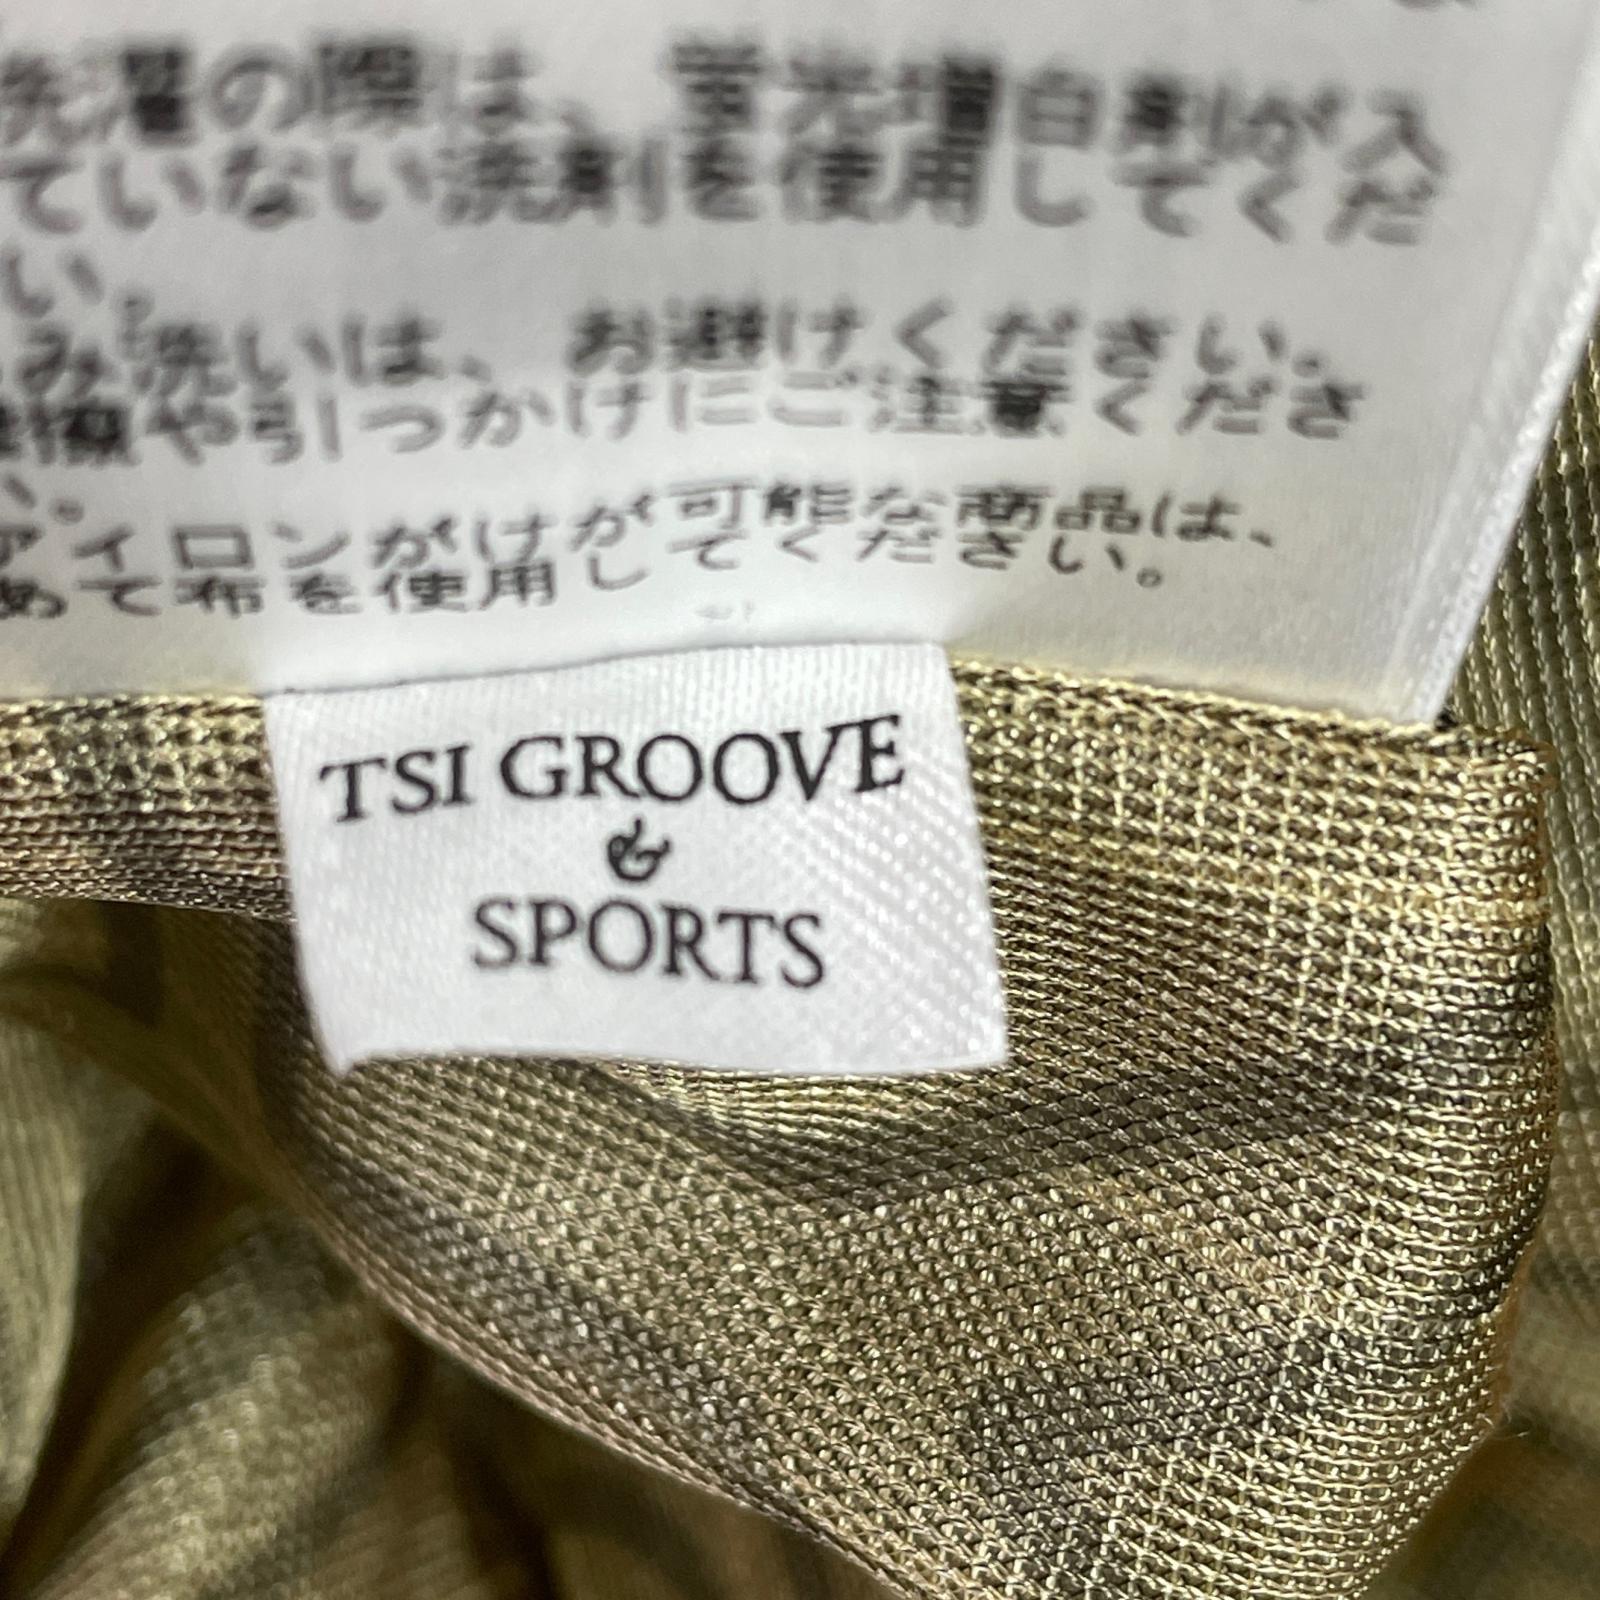 洗濯の際は、蛍光増白剤が入
ていない洗剤を使用してくだ
い。
み洗いは、お避けください。
摩擦や引っかけにご注意くださ
い。
アイロンがけが可能な商品は、
あて布を使用してください。
TSI GROOVE
&
SPORTS